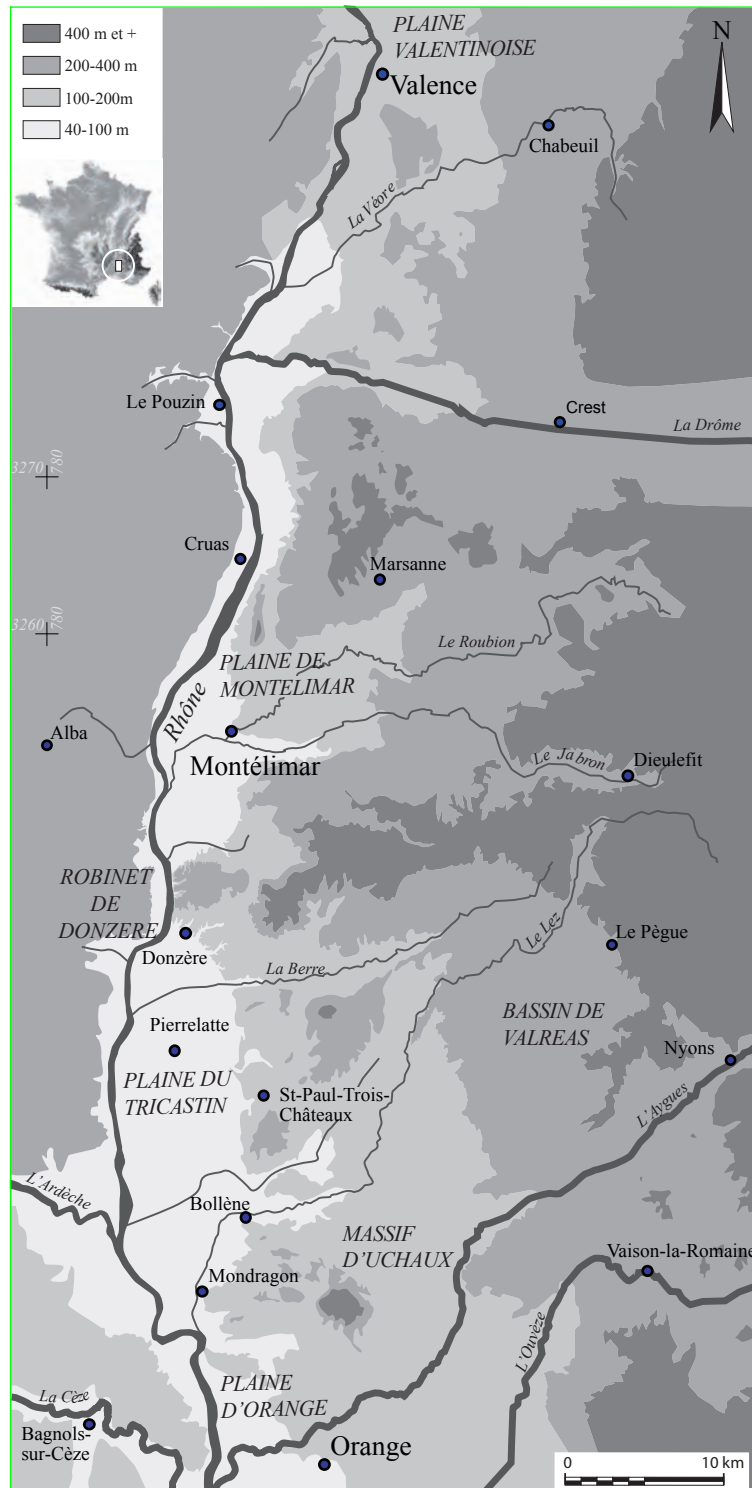 400 m et +
200-400 m
100-200m
40-100 m
PLAINE
VALENTINOISE
N
Valence
Chabeuil
La Véore
Le Pouzin
Crest
La Drôme
3270
780
Cruas
Marsanne
3260
780
Le Roubion
PLAINE DE
MONTELIMAR
Rhône
Alba
Montélimar
Le Jabron
Dieulefit
ROBINET
DE
DONZERE
Donzère
Le Lez
Le Pègue
La Berre
BASSIN DE
VALREAS
Pierrelatte
Nyons
PLAINE DU
TRICASTIN
St-Paul-Trois-
Châteaux
L'Aygues
L'Ardèche
Bollène
MASSIF
D'UCHAUX
Vaison-la-Romaine
Mondragon
L'Ouvèze
PLAINE
D'ORANGE
La Cèze
Bagnols-
sur-Cèze
Orange
0 10 km